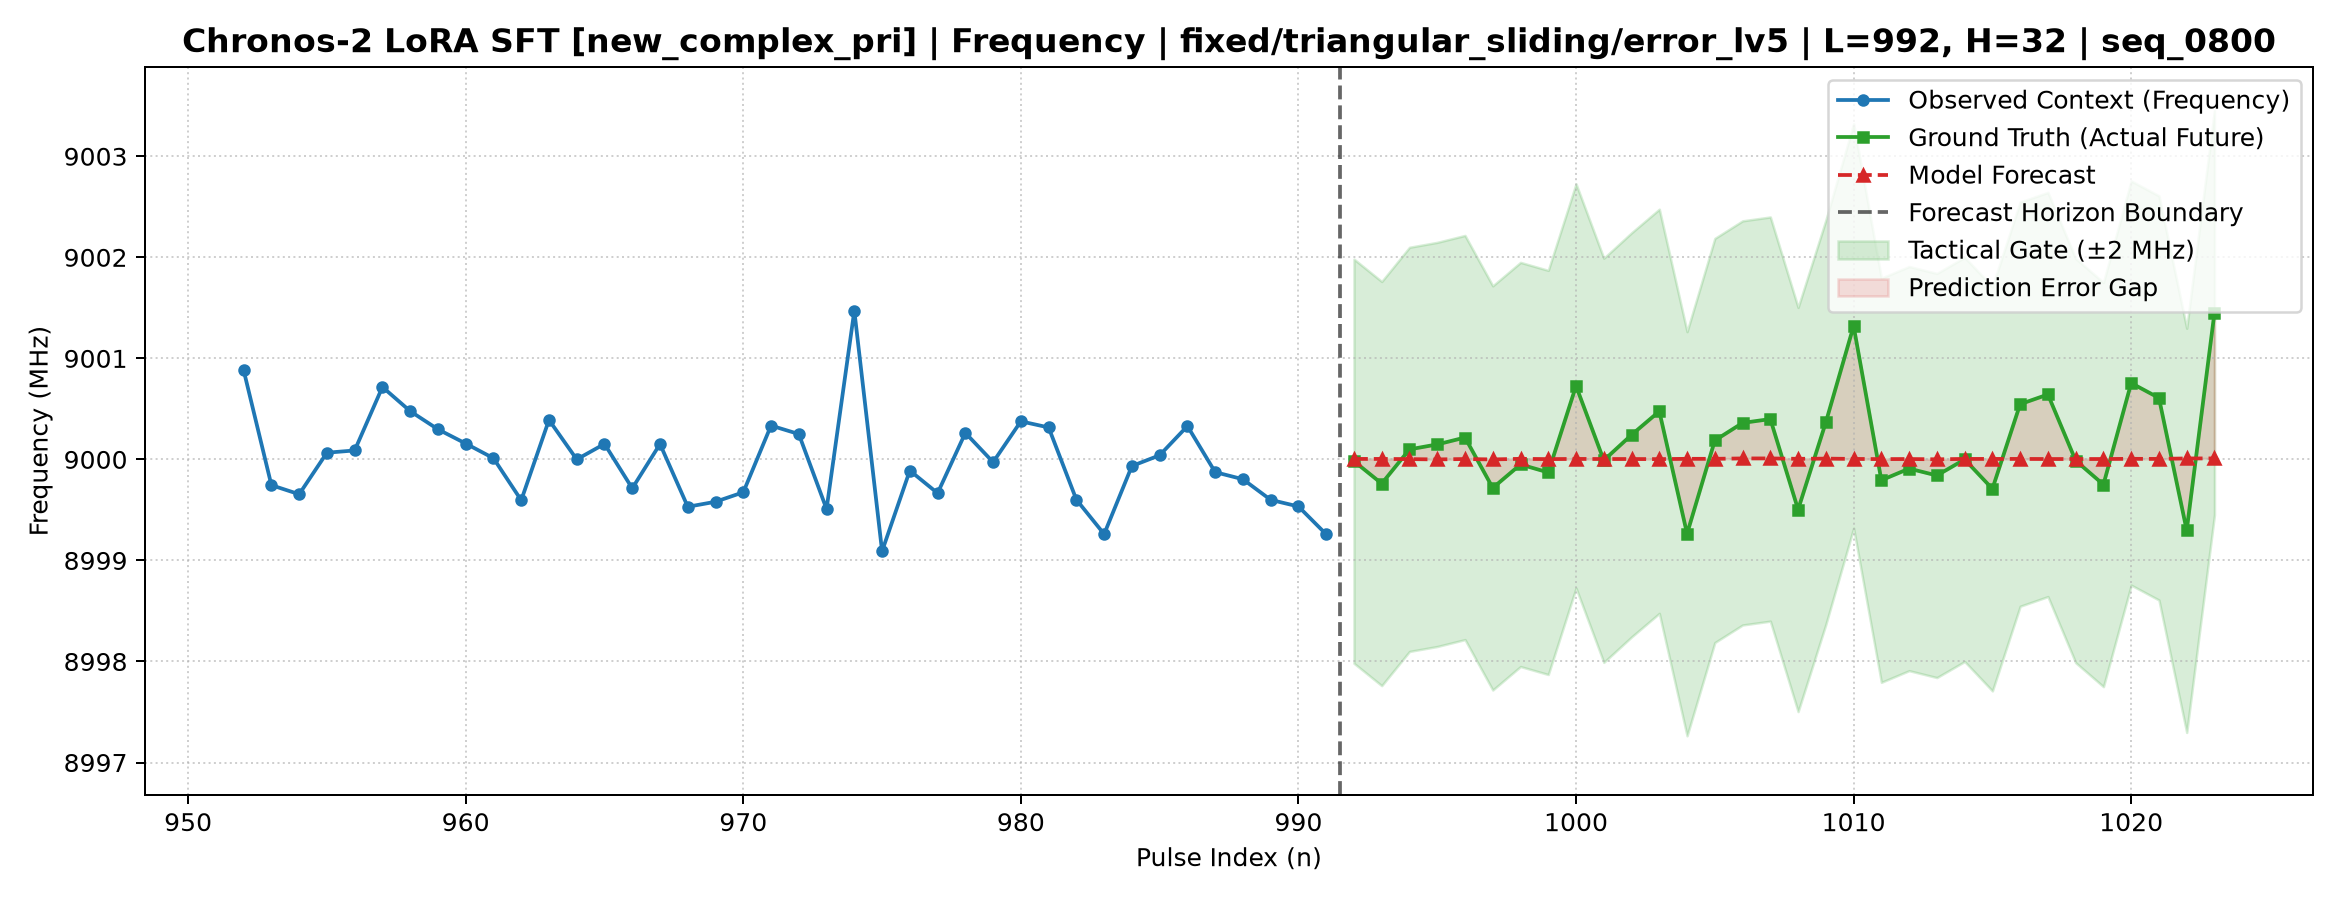 Chronos-2 LoRA SFT [new_complex_pri] | Frequency | fixed/triangular_sliding/error_lv5 | L=992, H=32 | seq_0800
Observed Context (Frequency)
Ground Truth (Actual Future)
Model Forecast
Forecast Horizon Boundary
Tactical Gate (±2 MHz)
Prediction Error Gap
Frequency (MHz)
9003
9002
9001
9000
8999
8998
8997
950 960 970 980 990 1000 1010 1020
Pulse Index (n)